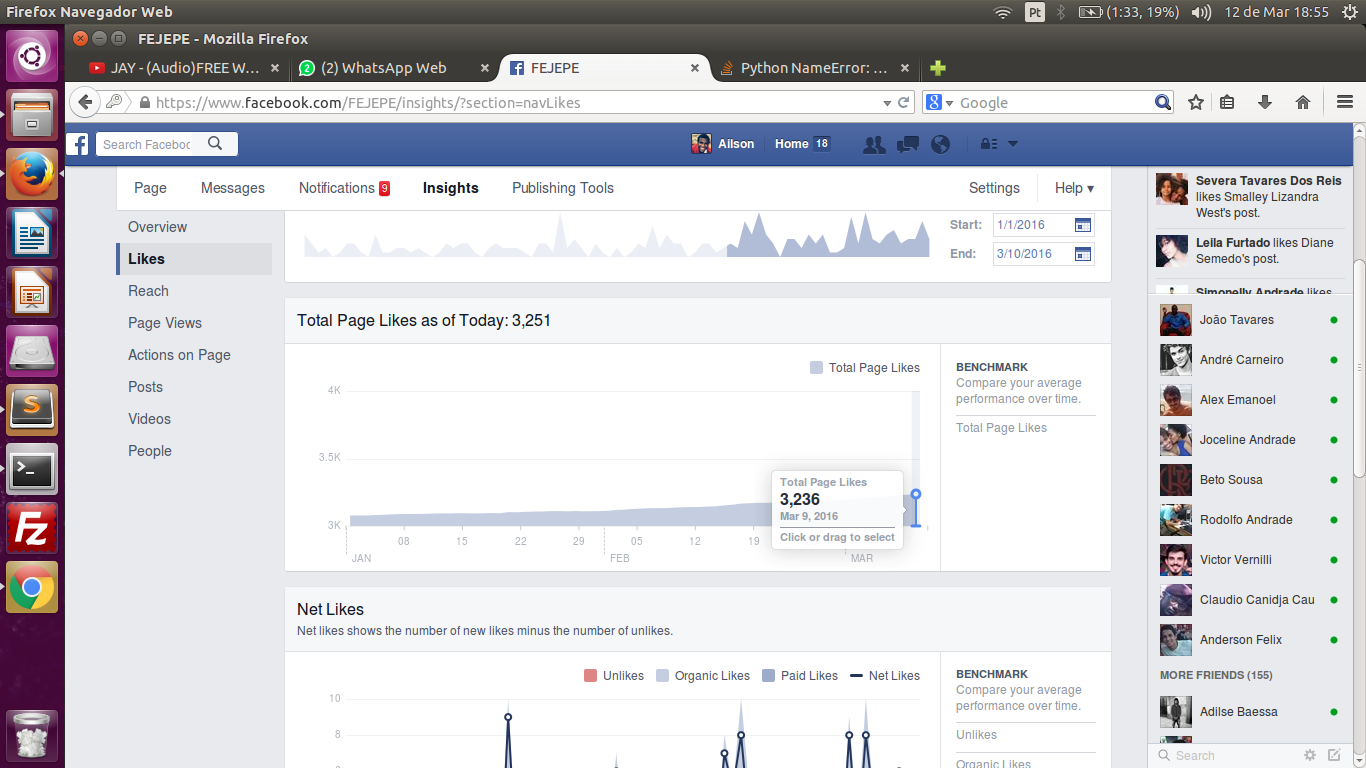 Firefox Navegador Web
Pt
(1:33, 19%)
12 de Mar 18:55
FEJEPE - Mozilla Firefox
JAY - (Audio)FREE W...
(2) WhatsApp Web
FEJEPE
Python NameError: ...
https://www.facebook.com/FEJEPE/insights/?section=navLikes
Google
Search Faceboo
Ailson
Home 18
Page
Messages
Notifications 9
Insights
Publishing Tools
Settings
Help ▾
Overview
Likes
Reach
Page Views
Actions on Page
Posts
Videos
People
Start: 1/1/2016
End: 3/10/2016
Total Page Likes as of Today: 3,251
Total Page Likes
4K
3.5K
3K
08
15
22
29
05
12
19
JAN
FEB
MAR
Total Page Likes
3,236
Mar 9, 2016
Click or drag to select
BENCHMARK
Compare your average
performance over time.
Total Page Likes
Net Likes
Net likes shows the number of new likes minus the number of unlikes.
Unlikes
Organic Likes
Paid Likes
Net Likes
10
8
BENCHMARK
Compare your average
performance over time.
Unlikes
Organic Likes
Severa Tavares Dos Reis
likes Smalley Lizandra
West's post.
Leila Furtado likes Diane
Semedo's post.
Simonelly Andrade likes
João Tavares
André Carneiro
Alex Emanoel
Joceline Andrade
Beto Sousa
Rodolfo Andrade
Victor Vernilli
Claudio Canidja Cau
Anderson Felix
MORE FRIENDS (155)
Adilse Baessa
Search